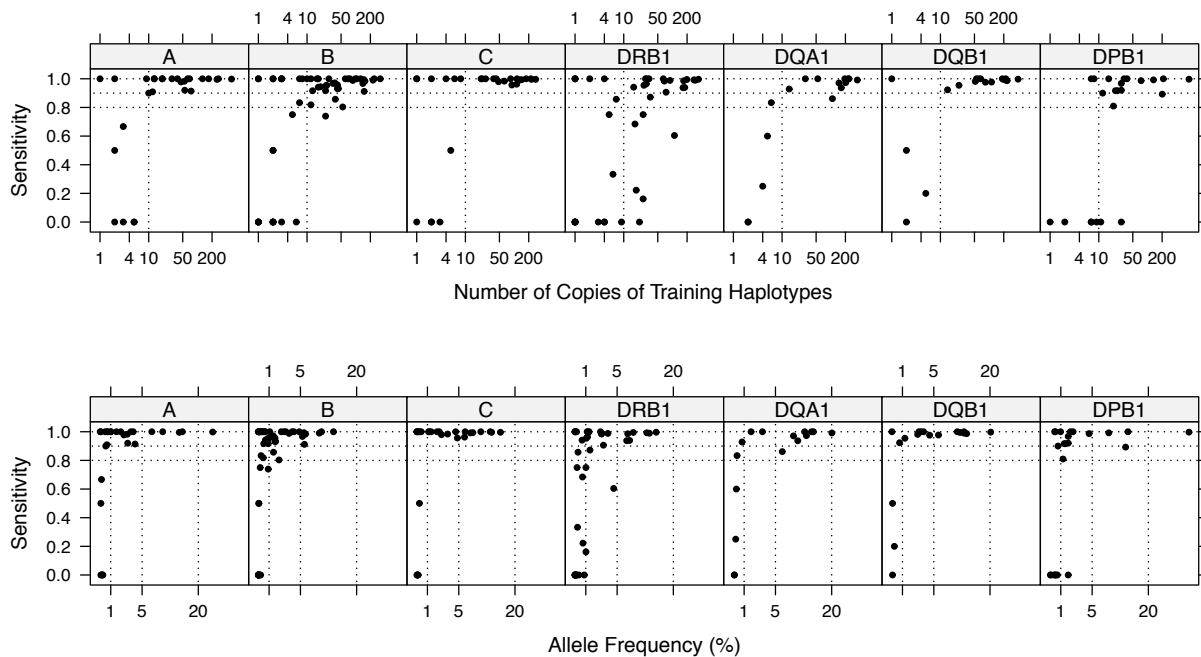 1 4 10 50 200 1 4 10 50 200 1 4 10 50 200
A B C DRB1 DQA1 DQB1 DPB1
Sensitivity
1.0
0.8
0.6
0.4
0.2
0.0
1 4 10 50 200 1 4 10 50 200 1 4 10 50 200 1 4 10 50 200
Number of Copies of Training Haplotypes
1 5 20 1 5 20 1 5 20
A B C DRB1 DQA1 DQB1 DPB1
Sensitivity
1.0
0.8
0.6
0.4
0.2
0.0
1 5 20 1 5 20 1 5 20 1 5 20
Allele Frequency (%)